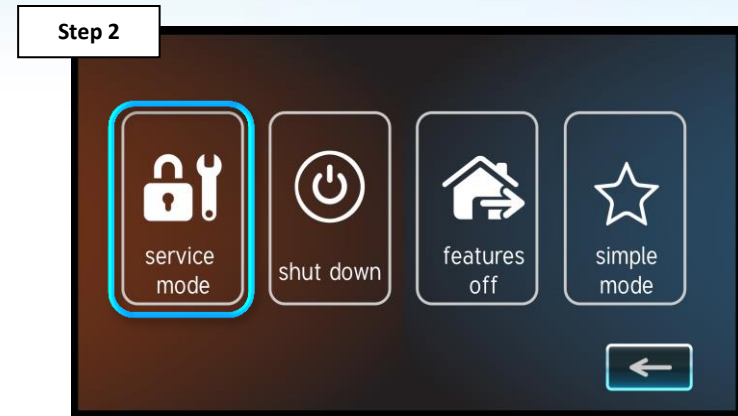 Step 2
service
mode
shut down
features
off
simple
mode